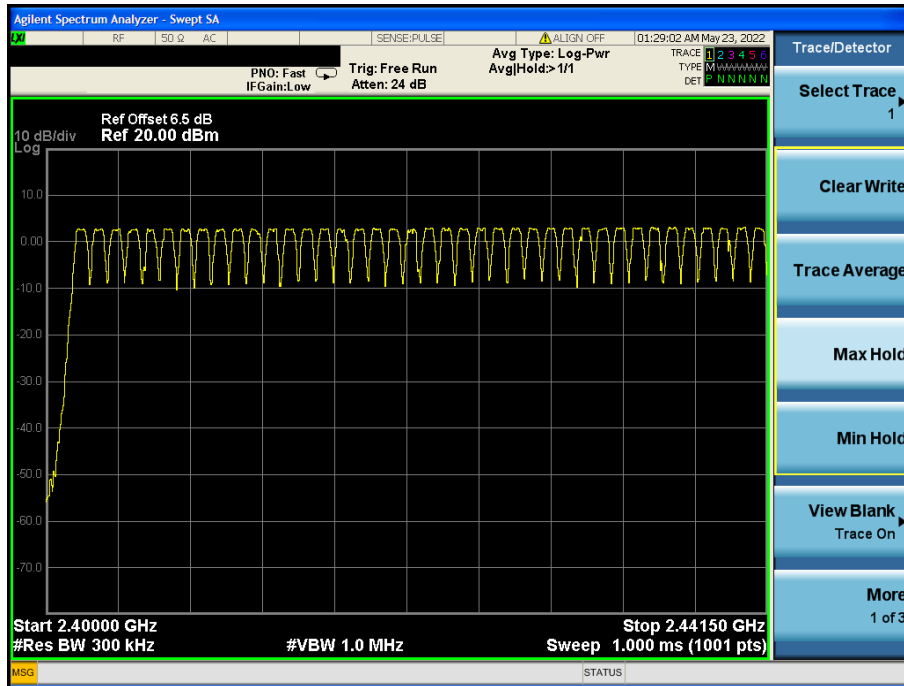 Agilent Spectrum Analyzer - Swept SA
LXI RF 50 Ω AC SENSE:PULSE ALIGN OFF 01:29:02 AM May 23, 2022
PNO: Fast
IFGain:Low
Trig: Free Run
Atten: 24 dB
Avg Type: Log-Pwr
Avg|Hold:>1/1
TRACE 1 2 3 4 5 6
TYPE M WWWWW
DET P N N N N N
Ref Offset 6.5 dB
10 dB/div Ref 20.00 dBm
Log
10.0
0.00
-10.0
-20.0
-30.0
-40.0
-50.0
-60.0
-70.0
Start 2.40000 GHz Stop 2.44150 GHz
#Res BW 300 kHz #VBW 1.0 MHz Sweep 1.000 ms (1001 pts)
MSG STATUS
Trace/Detector
Select Trace
1
Clear Write
Trace Average
Max Hold
Min Hold
View Blank
Trace On
More
1 of 3